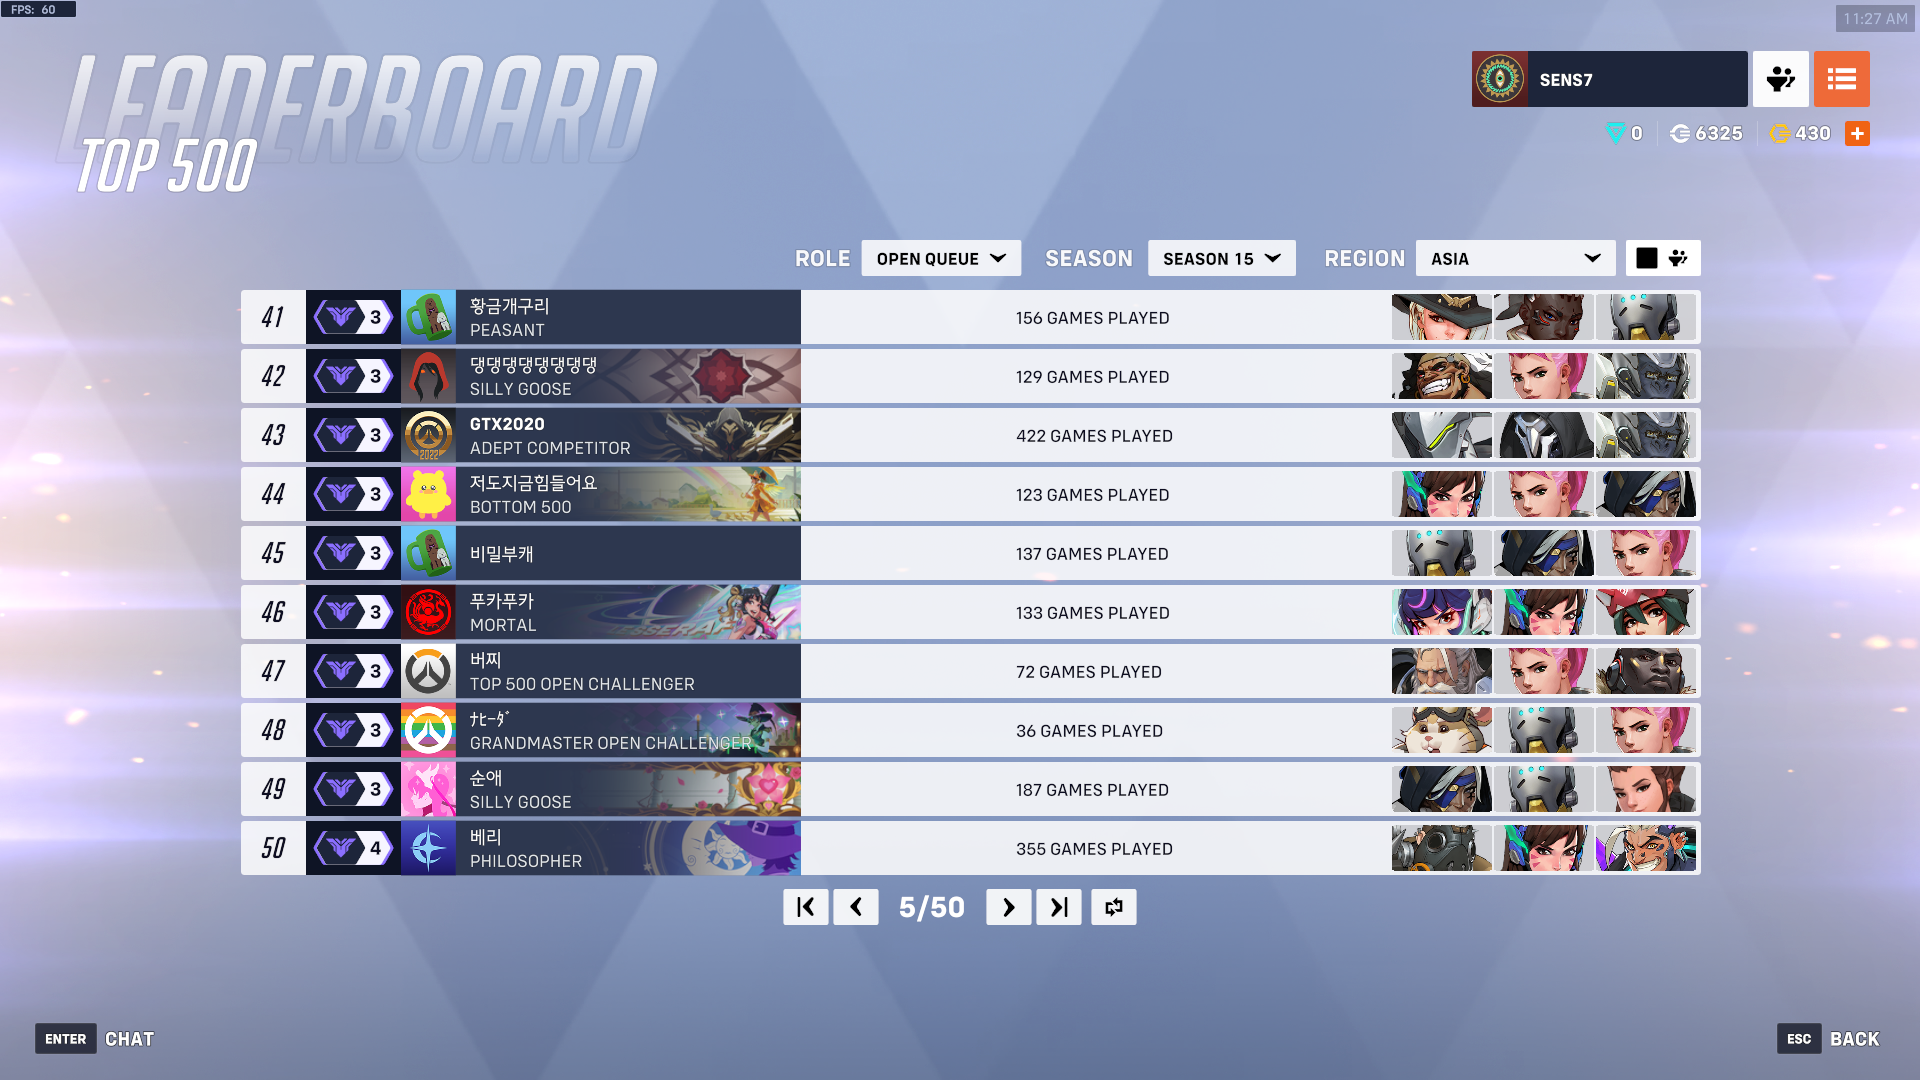 FPS: 60
11:27 AM
LEADERBOARD
TOP 500
SENS7
0 6325 430
ROLE OPEN QUEUE SEASON SEASON 15 REGION ASIA
41 3 황금개구리
PEASANT
156 GAMES PLAYED
42 3 댕댕댕댕댕댕댕댕
SILLY GOOSE
129 GAMES PLAYED
43 3 GTX2020
ADEPT COMPETITOR
2022
422 GAMES PLAYED
44 3 저도지금힘들어요
BOTTOM 500
123 GAMES PLAYED
45 3 비밀부캐
137 GAMES PLAYED
46 3 푸카푸카
MORTAL
133 GAMES PLAYED
47 3 버찌
TOP 500 OPEN CHALLENGER
72 GAMES PLAYED
48 3 ﾅﾋｰﾀﾞ
GRANDMASTER OPEN CHALLENGER
36 GAMES PLAYED
49 3 순애
SILLY GOOSE
187 GAMES PLAYED
50 4 베리
PHILOSOPHER
355 GAMES PLAYED
5/50
ENTER CHAT
ESC BACK